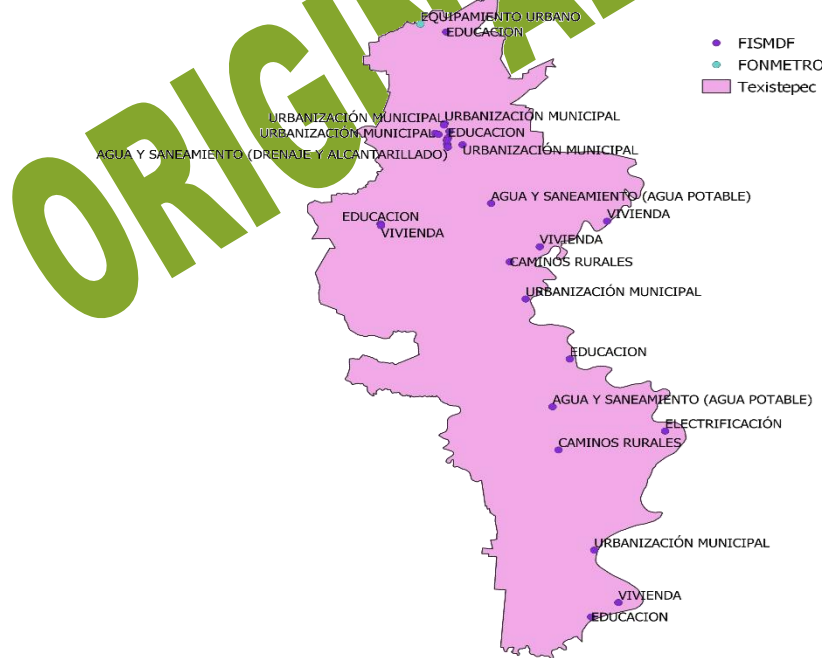 EQUIPAMIENTO URBANO
EDUCACION
FISMDF
FONMETRO
Texistepec
URBANIZACIÓN MUNICIPAL
URBANIZACIÓN MUNICIPAL
URBANIZACIÓN MUNICIPAL
EDUCACION
AGUA Y SANEAMIENTO (DRENAJE Y ALCANTARILLADO)
URBANIZACIÓN MUNICIPAL
AGUA Y SANEAMIENTO (AGUA POTABLE)
EDUCACION
VIVIENDA
VIVIENDA
VIVIENDA
CAMINOS RURALES
URBANIZACIÓN MUNICIPAL
EDUCACION
AGUA Y SANEAMIENTO (AGUA POTABLE)
ELECTRIFICACIÓN
CAMINOS RURALES
URBANIZACIÓN MUNICIPAL
VIVIENDA
EDUCACION